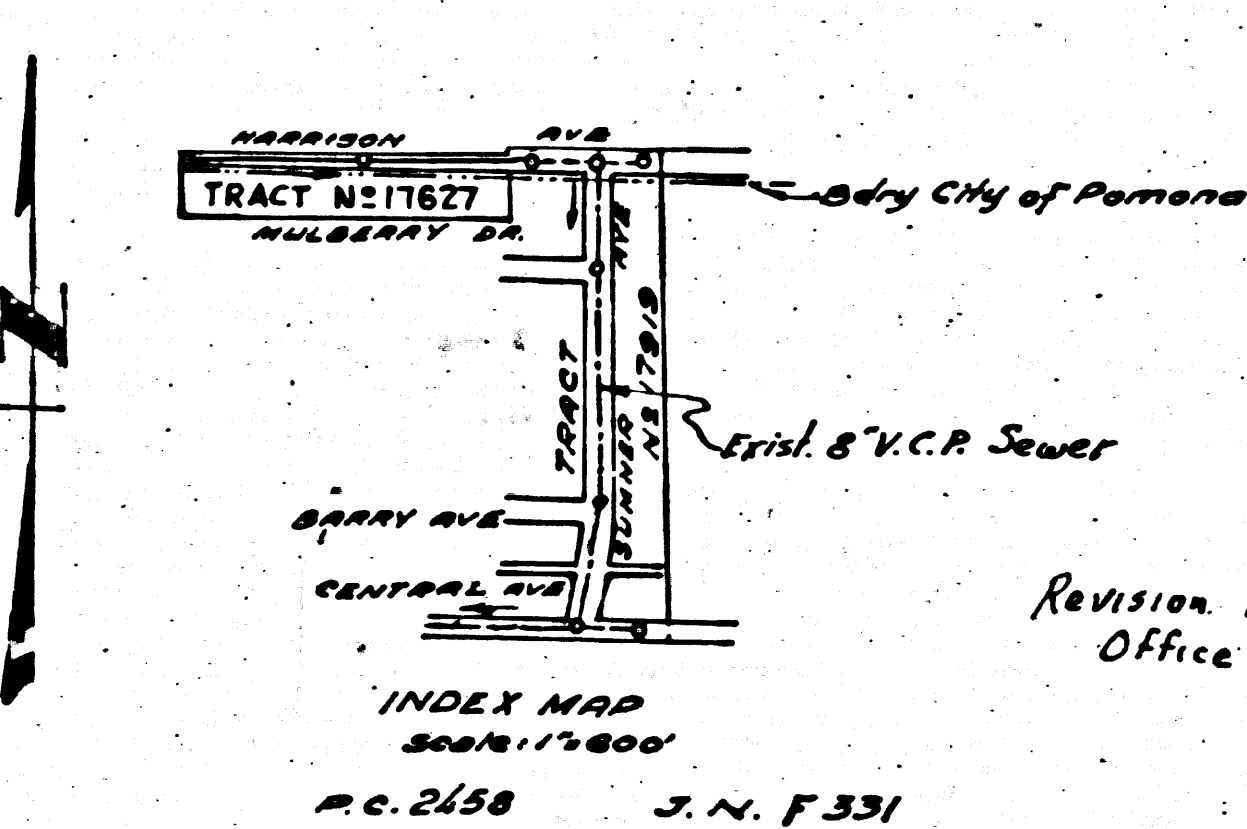 HARRISON AVE
TRACT Nº 17627
Bdry City of Pomona
MULBERRY DR.
AVE
N
TRACT
Nº 17919
SUMNER
Exist. 8" V.C.P. Sewer
BARRY AVE
CENTRAL AVE
Revision
Office
INDEX MAP
Scale: 1"=600'
P.C. 2458 J.N. F 331